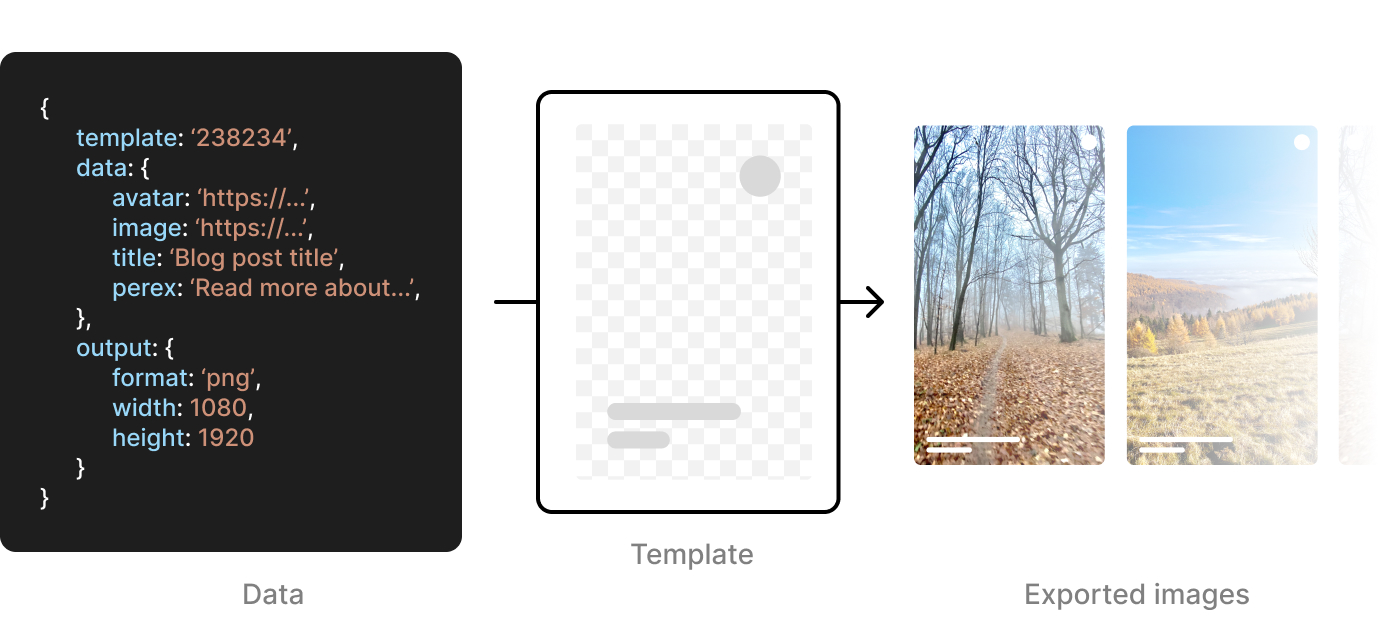 {
template: ‘238234’,
data: {
avatar: ‘https://...’,
image: ‘https://...’,
title: ‘Blog post title’,
perex: ‘Read more about...’,
},
output: {
format: ‘png’,
width: 1080,
height: 1920
}
}
Data
Template
Exported images